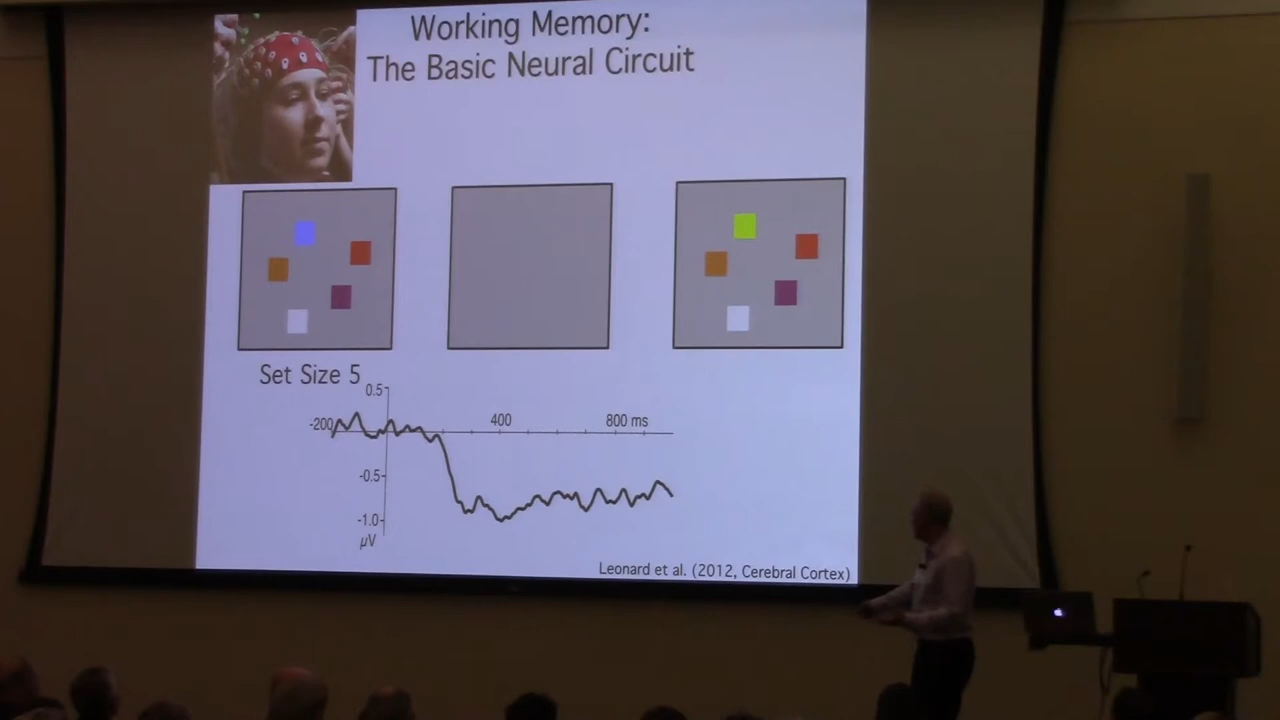 Working Memory:
The Basic Neural Circuit
Set Size 5
0.5
-200
400
800 ms
-0.5
-1.0
µV
Leonard et al. (2012, Cerebral Cortex)